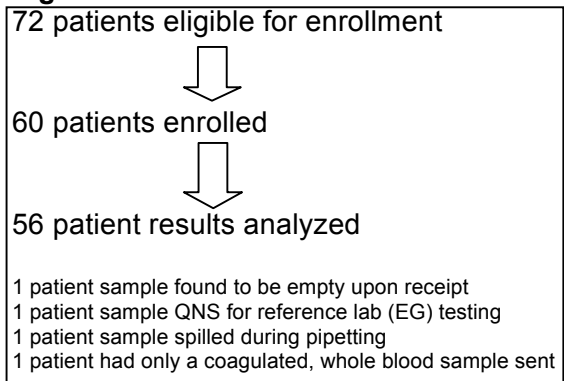 72 patients eligible for enrollment
60 patients enrolled
56 patient results analyzed
1 patient sample found to be empty upon receipt
1 patient sample QNS for reference lab (EG) testing
1 patient sample spilled during pipetting
1 patient had only a coagulated, whole blood sample sent